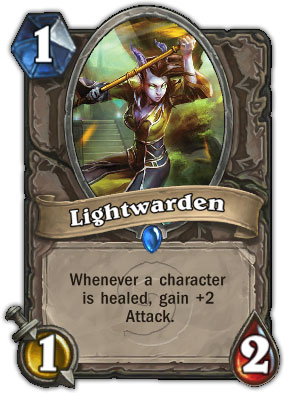 1
Lightwarden
Whenever a character
is healed, gain +2
Attack.
1
2